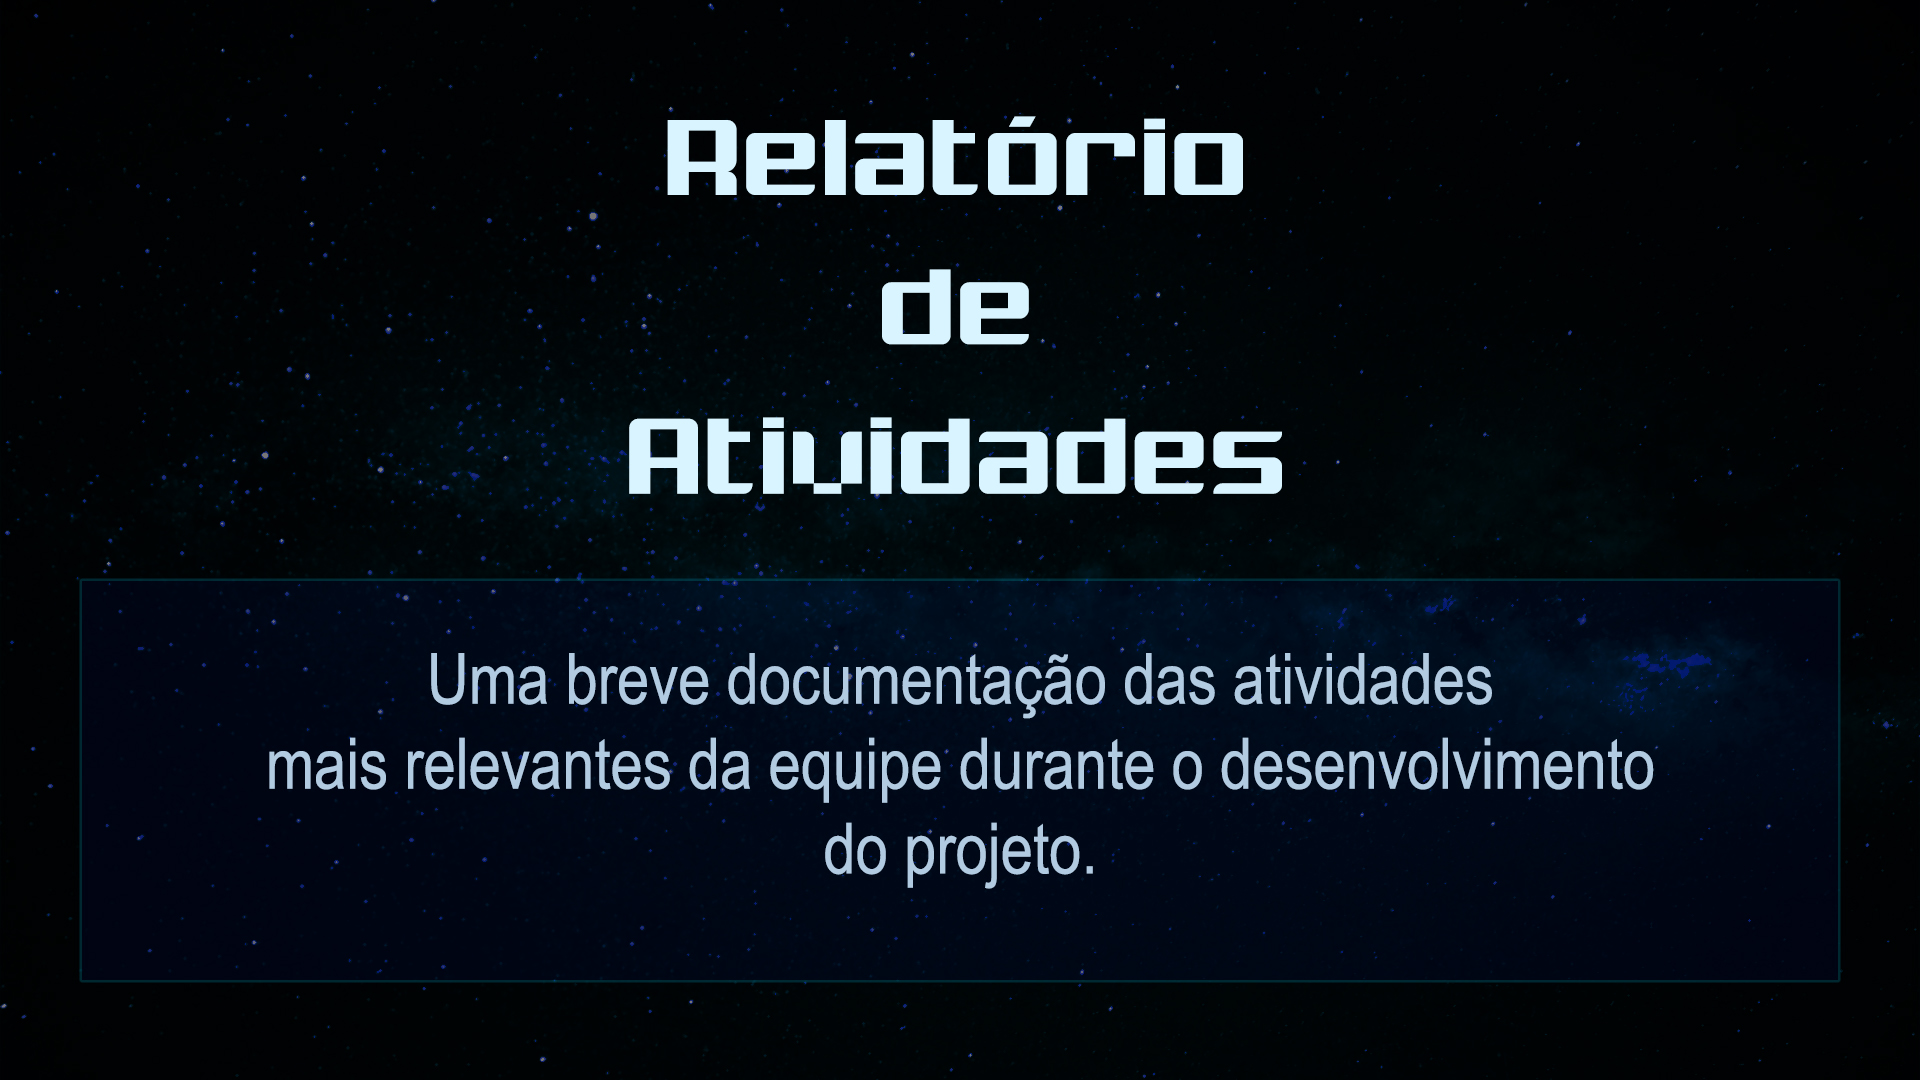 Relatório
de
Atividades
Uma breve documentação das atividades
mais relevantes da equipe durante o desenvolvimento
do projeto.